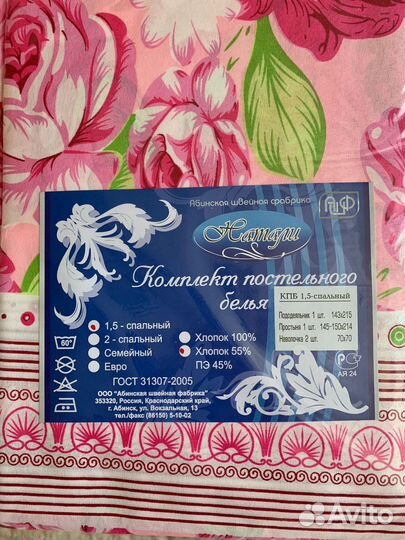 Абинская швейная фабрика
Натали
Комплект постельного
белья
КПБ 1,5-спальный
Пододеяльник 1 шт. 143х215
Простыня 1 шт. 145-150х214
Наволочка 2 шт. 70х70
1,5 - спальный
2 - спальный
Семейный
Евро
Хлопок 100%
Хлопок 55%
ПЭ 45%
60°
АЯ 24
ГОСТ 31307-2005
ООО "Абинская швейная фабрика"
353320, Россия, Краснодарский край,
г. Абинск, ул. Вокзальная, 13
тел./факс (86150) 5-10-02
Avito